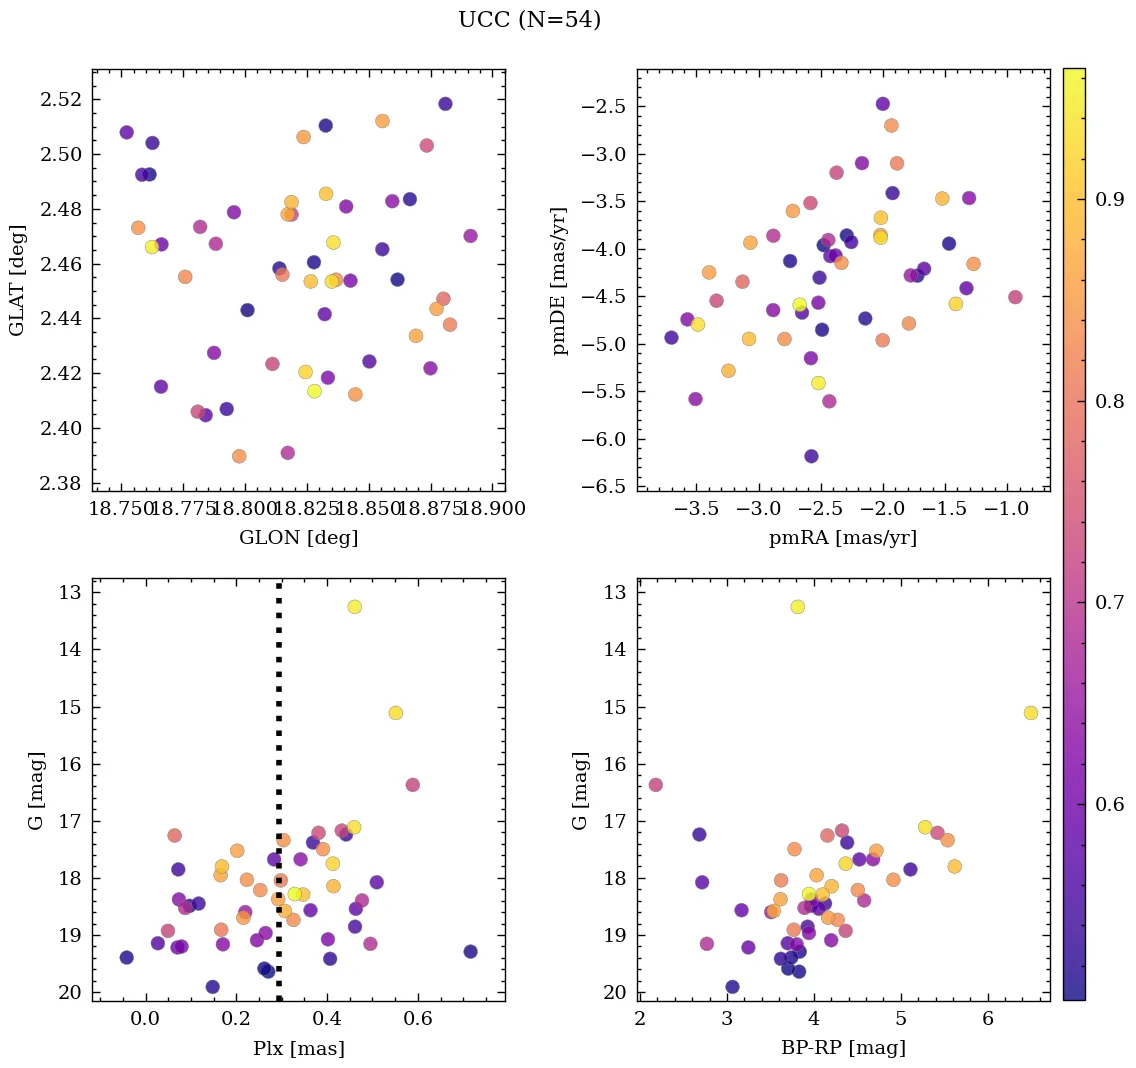 UCC (N=54)
2.52
2.50
2.48
2.46
2.44
2.42
2.40
2.38
GLAT [deg]
18.750 18.775 18.800 18.825 18.850 18.875 18.900
GLON [deg]
−2.5
−3.0
−3.5
−4.0
−4.5
−5.0
−5.5
−6.0
−6.5
pmDE [mas/yr]
−3.5 −3.0 −2.5 −2.0 −1.5 −1.0
pmRA [mas/yr]
0.9
0.8
0.7
0.6
13
14
15
16
17
18
19
20
G [mag]
0.0 0.2 0.4 0.6
Plx [mas]
13
14
15
16
17
18
19
20
G [mag]
2 3 4 5 6
BP-RP [mag]